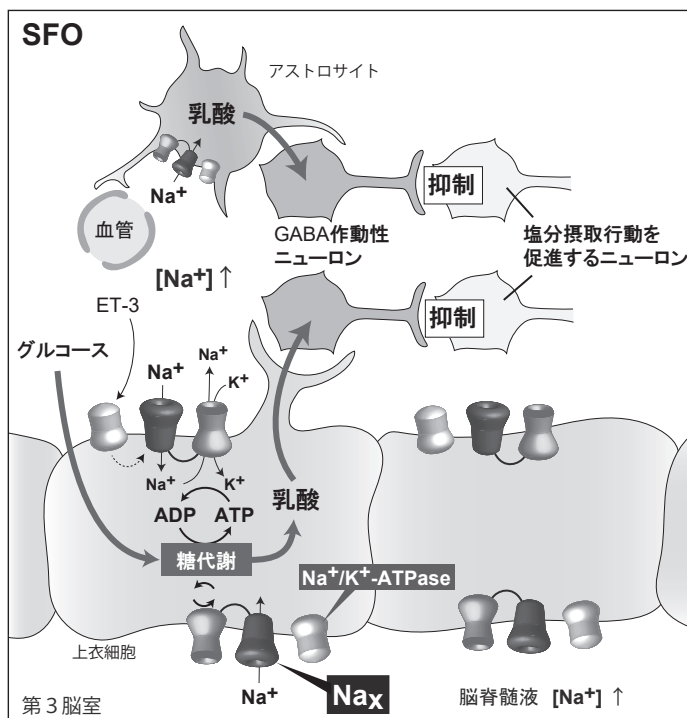 SFO
アストロサイト
乳酸
Na+
血管
GABA作動性
ニューロン
抑制
塩分摂取行動を
促進するニューロン
[Na+]↑
ET-3
抑制
グルコース
Na+
Na+
K+
Na+
K+
ADP
ATP
乳酸
糖代謝
Na+/K+-ATPase
上衣細胞
Na+
Nax
第3脳室
脳脊髄液 [Na+] ↑